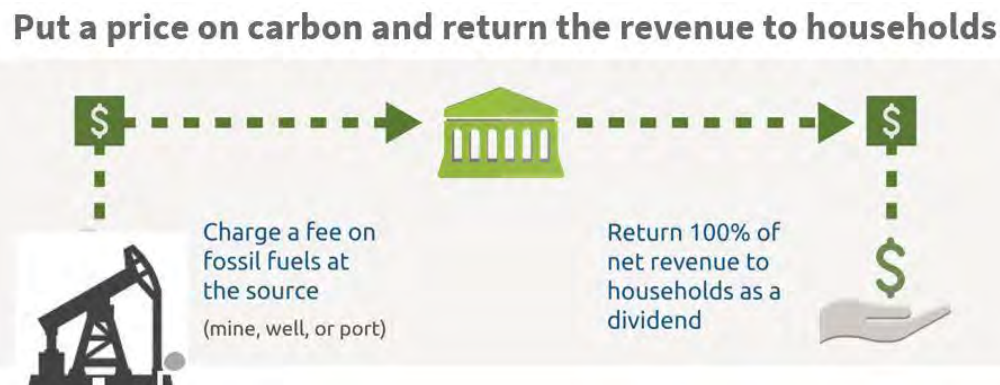 Put a price on carbon and return the revenue to households
$
$
Charge a fee on
fossil fuels at
the source
(mine, well, or port)
Return 100% of
net revenue to
households as a
dividend
$